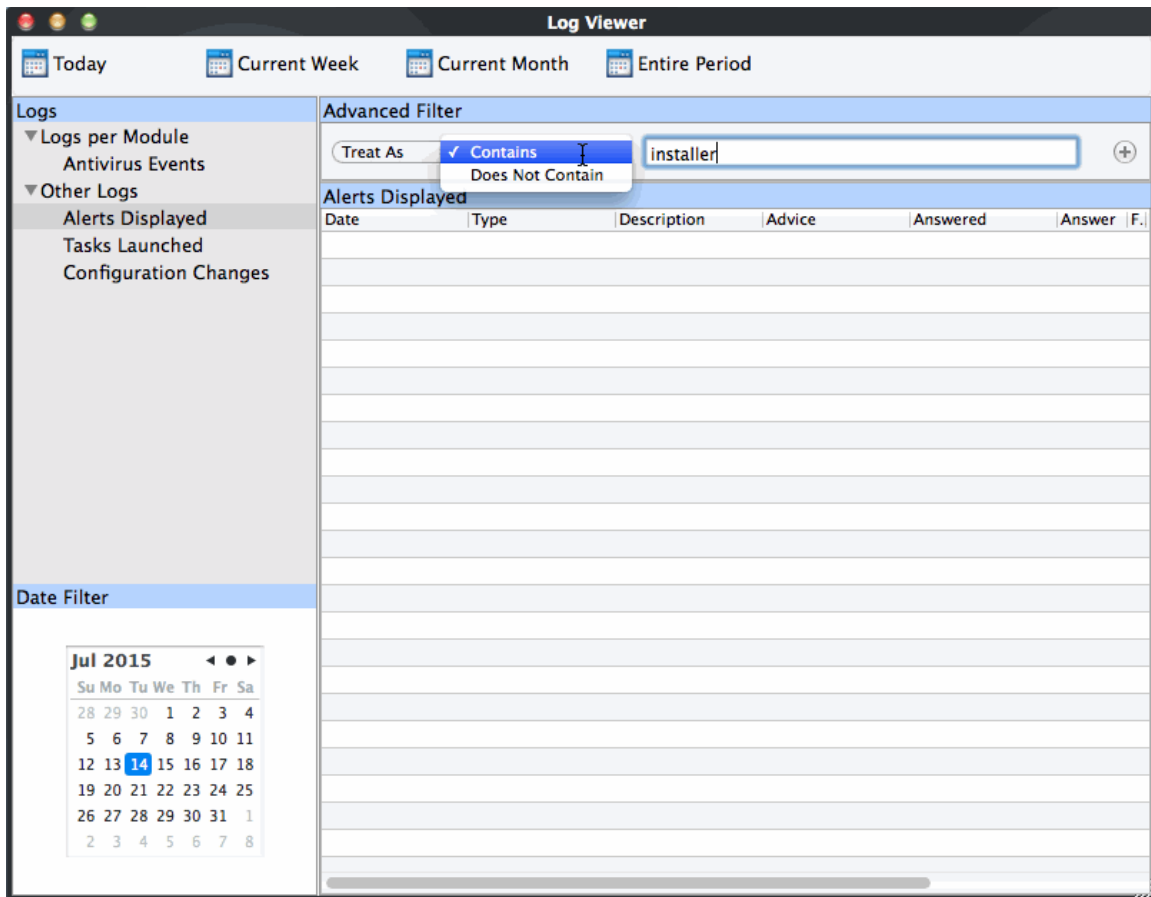 Log Viewer
Today Current Week Current Month Entire Period
Logs
Logs per Module
Antivirus Events
Other Logs
Alerts Displayed
Tasks Launched
Configuration Changes
Advanced Filter
Treat As ✓ Contains installer
Does Not Contain
Alerts Displayed
Date Type Description Advice Answered Answer F.
Date Filter
Jul 2015
Su Mo Tu We Th Fr Sa
28 29 30 1 2 3 4
5 6 7 8 9 10 11
12 13 14 15 16 17 18
19 20 21 22 23 24 25
26 27 28 29 30 31 1
2 3 4 5 6 7 8